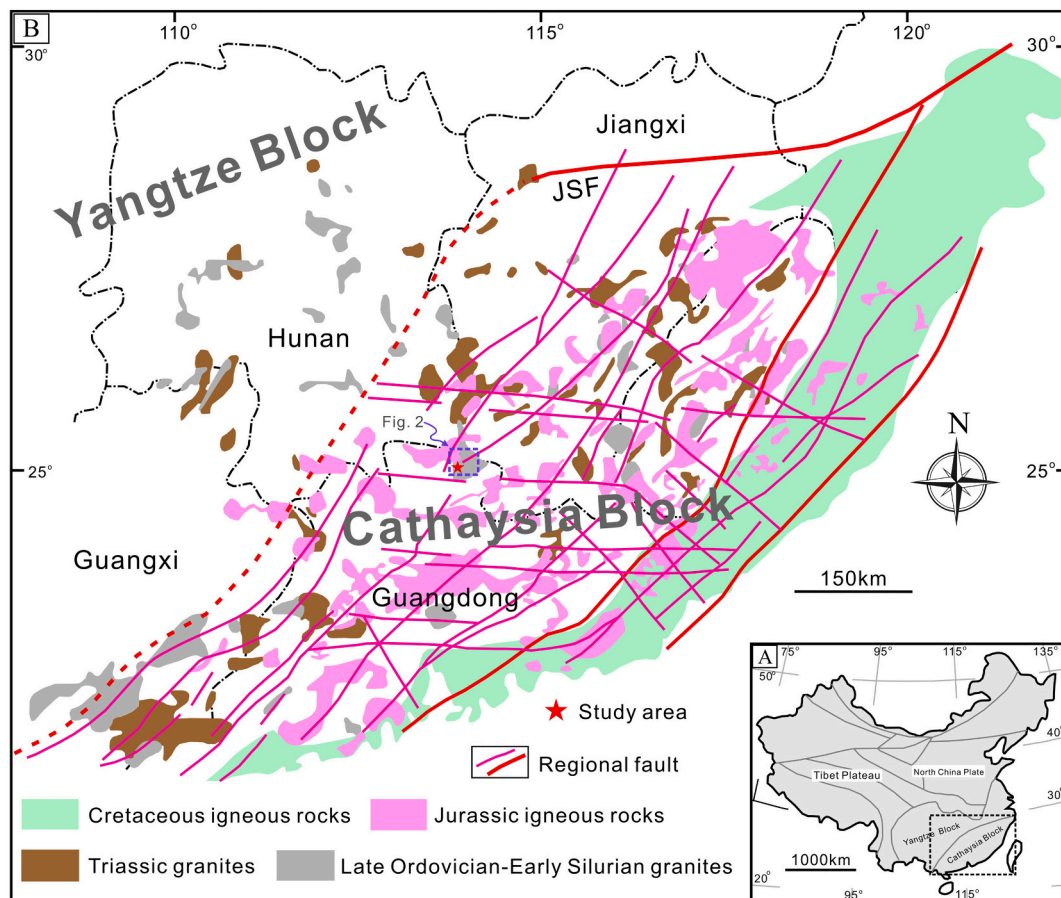 B
110°
115°
120°
30°
30°
Yangtze Block
Jiangxi
JSF
Hunan
Fig. 2
25°
25°
N
Cathaysia Block
Guangxi
Guangdong
150km
Study area
Regional fault
Cretaceous igneous rocks
Jurassic igneous rocks
Triassic granites
Late Ordovician-Early Silurian granites
A
75°
95°
115°
135°
50°
40°
Tibet Plateau
North China Plate
30°
Yangtze Block
Cathaysia Block
1000km
20°
95°
115°